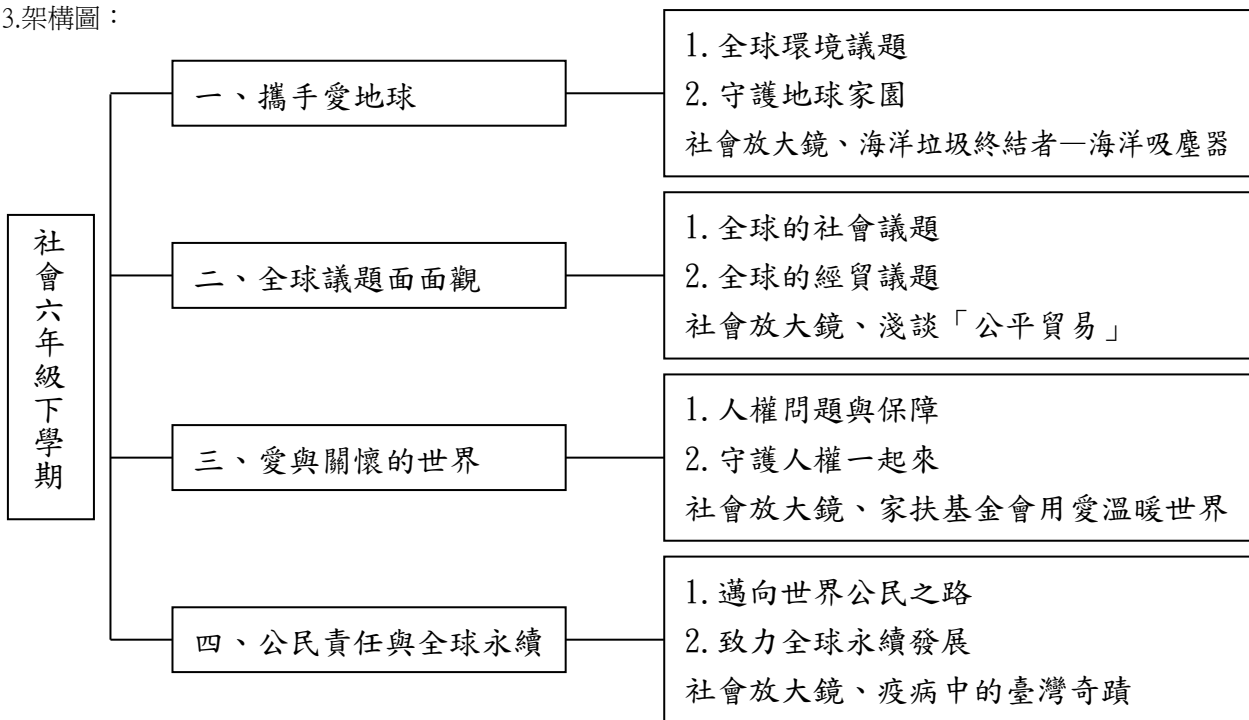 3.架構圖：
社會六年級下學期
一、攜手愛地球
1.全球環境議題
2.守護地球家園
社會放大鏡、海洋垃圾終結者—海洋吸塵器
二、全球議題面面觀
1.全球的社會議題
2.全球的經貿議題
社會放大鏡、淺談「公平貿易」
三、愛與關懷的世界
1.人權問題與保障
2.守護人權一起來
社會放大鏡、家扶基金會用愛溫暖世界
四、公民責任與全球永續
1.邁向世界公民之路
2.致力全球永續發展
社會放大鏡、疫病中的臺灣奇蹟